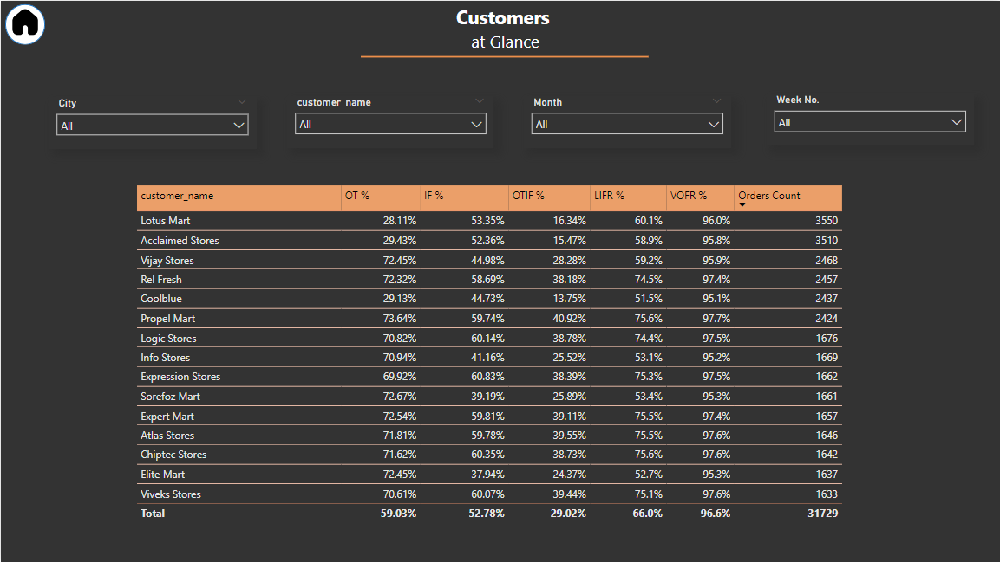 Customers
at Glance
City
customer_name
Month
Week No.
All
All
All
All
customer_name OT % IF % OTIF % LIFR % VOFR % Orders Count
Lotus Mart 28.11% 53.35% 16.34% 60.1% 96.0% 3550
Acclaimed Stores 29.43% 52.36% 15.47% 58.9% 95.8% 3510
Vijay Stores 72.45% 44.98% 28.28% 59.2% 95.9% 2468
Rel Fresh 72.32% 58.69% 38.18% 74.5% 97.4% 2457
Coolblue 29.13% 44.73% 13.75% 51.5% 95.1% 2437
Propel Mart 73.64% 59.74% 40.92% 75.6% 97.7% 2424
Logic Stores 70.82% 60.14% 38.78% 74.4% 97.5% 1676
Info Stores 70.94% 41.16% 25.52% 53.1% 95.2% 1669
Expression Stores 69.92% 60.83% 38.39% 75.3% 97.5% 1662
Sorefoz Mart 72.67% 39.19% 25.89% 53.4% 95.3% 1661
Expert Mart 72.54% 59.81% 39.11% 75.5% 97.4% 1657
Atlas Stores 71.81% 59.78% 39.55% 75.5% 97.6% 1646
Chiptec Stores 71.62% 60.35% 38.73% 75.6% 97.6% 1642
Elite Mart 72.45% 37.94% 24.37% 52.7% 95.3% 1637
Viveks Stores 70.61% 60.07% 39.44% 75.1% 97.6% 1633
Total 59.03% 52.78% 29.02% 66.0% 96.6% 31729